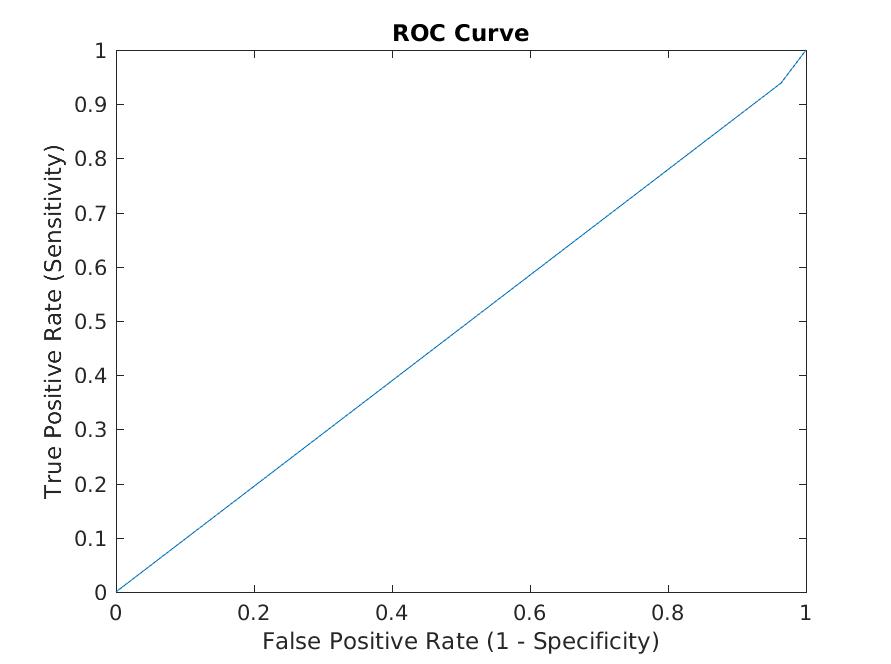 ROC Curve
1
0.9
0.8
0.7
0.6
0.5
0.4
0.3
0.2
0.1
0
True Positive Rate (Sensitivity)
0 0.2 0.4 0.6 0.8 1
False Positive Rate (1 - Specificity)